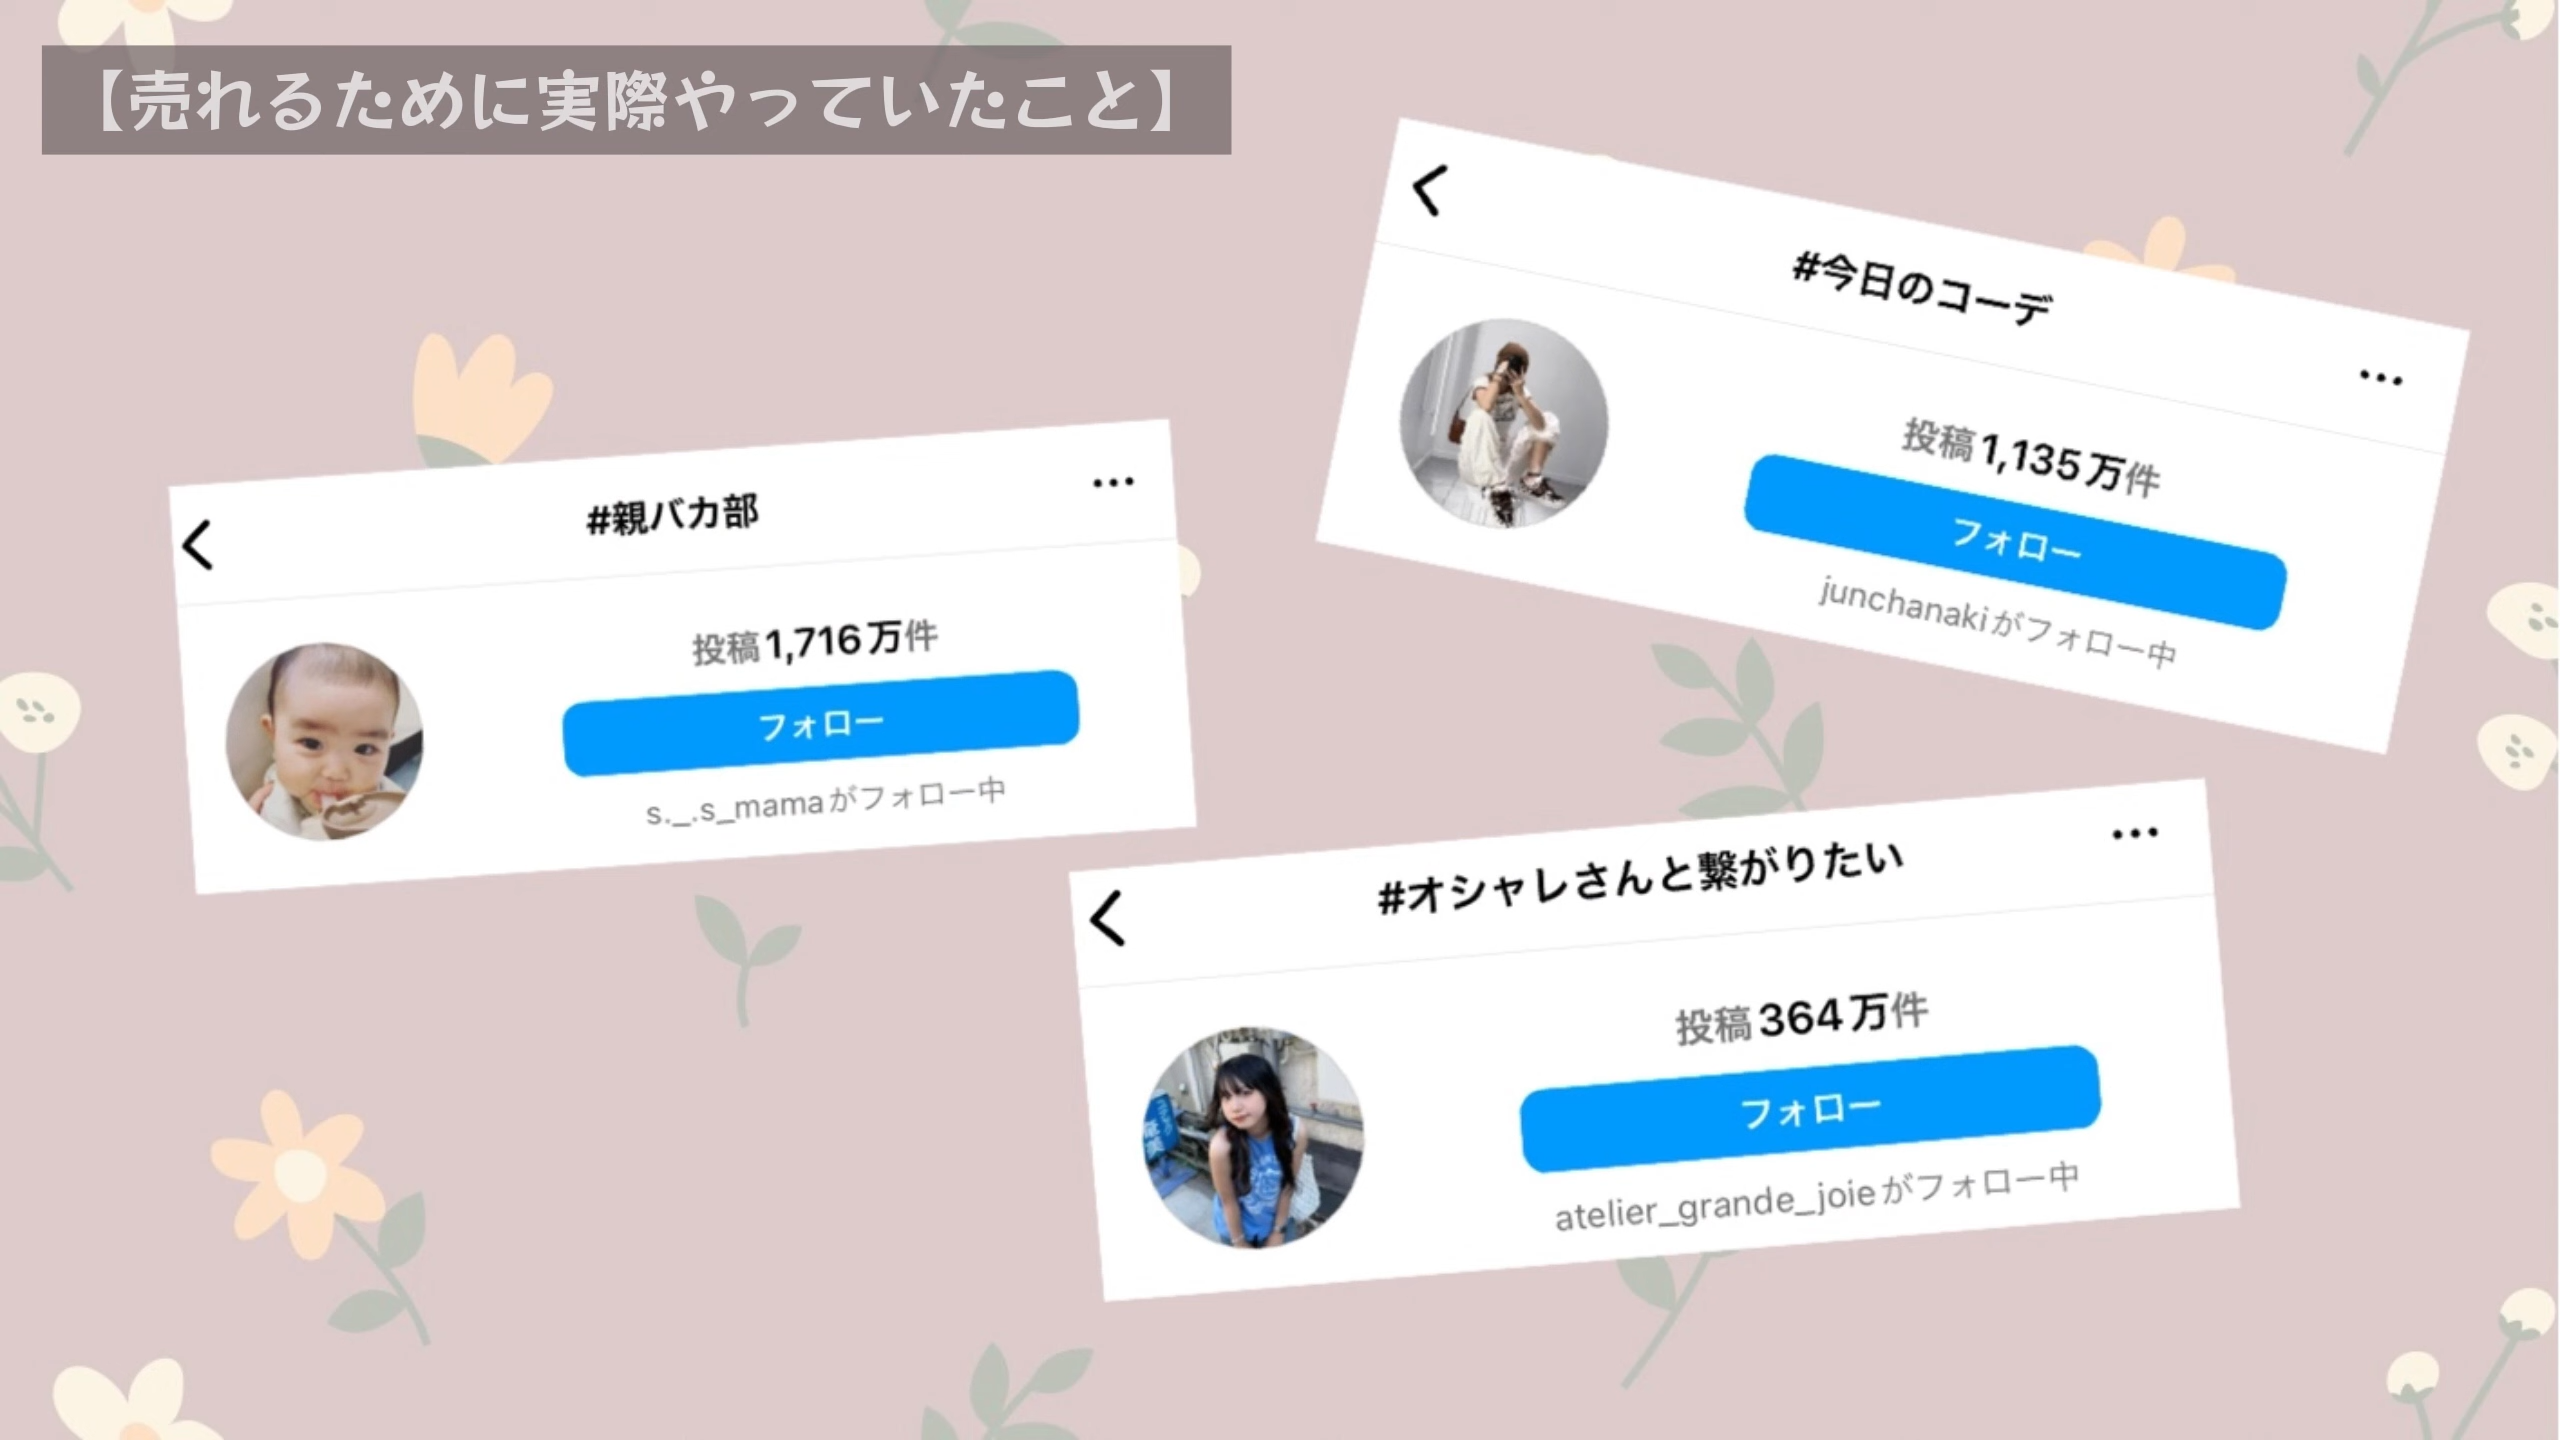 【売れるために実際やっていたこと】
#今日のコーデ
投稿1,135万件
フォロー
junchanakiがフォロー中
#親バカ部
投稿1,716万件
フォロー
s._.s_mamaがフォロー中
#オシャレさんと繋がりたい
投稿364万件
フォロー
atelier_grande_joieがフォロー中